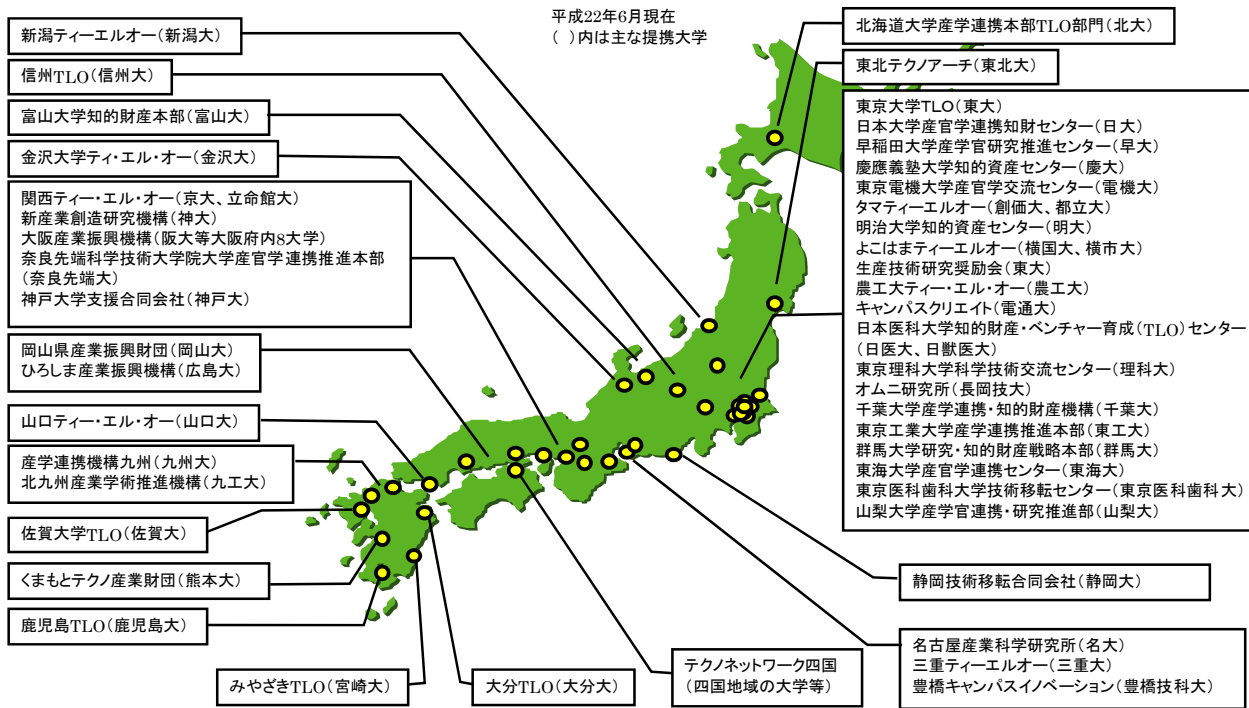 平成22年6月現在
( )内は主な提携大学
新潟ティーエルオー(新潟大)
信州TLO(信州大)
富山大学知的財産本部(富山大)
金沢大学ティ・エル・オー(金沢大)
関西ティー・エル・オー(京大、立命館大)
新産業創造研究機構(神大)
大阪産業振興機構(阪大等大阪府内8大学)
奈良先端科学技術大学院大学産官学連携推進本部
(奈良先端大)
神戸大学支援合同会社(神戸大)
岡山県産業振興財団(岡山大)
ひろしま産業振興機構(広島大)
山口ティー・エル・オー(山口大)
産学連携機構九州(九州大)
北九州産業学術推進機構(九工大)
佐賀大学TLO(佐賀大)
くまもとテクノ産業財団(熊本大)
鹿児島TLO(鹿児島大)
みやざきTLO(宮崎大)
大分TLO(大分大)
テクノネットワーク四国
(四国地域の大学等)
北海道大学産学連携本部TLO部門(北大)
東北テクノアーチ(東北大)
東京大学TLO(東大)
日本大学産官学連携知財センター(日大)
早稲田大学産学官研究推進センター(早大)
慶應義塾大学知的資産センター(慶大)
東京電機大学産官学交流センター(電機大)
タマティーエルオー(創価大、都立大)
明治大学知的資産センター(明大)
よこはまティーエルオー(横国大、横市大)
生産技術研究奨励会(東大)
農工大ティー・エル・オー(農工大)
キャンパスクリエイト(電通大)
日本医科大学知的財産・ベンチャー育成(TLO)センター
(日医大、日獣医大)
東京理科大学科学技術交流センター(理科大)
オムニ研究所(長岡技大)
千葉大学産学連携・知的財産機構(千葉大)
東京工業大学産学連携推進本部(東工大)
群馬大学研究・知的財産戦略本部(群馬大)
東海大学産官学連携センター(東海大)
東京医科歯科大学技術移転センター(東京医科歯科大)
山梨大学産学官連携・研究推進部(山梨大)
静岡技術移転合同会社(静岡大)
名古屋産業科学研究所(名大)
三重ティーエルオー(三重大)
豊橋キャンパスイノベーション(豊橋技科大)